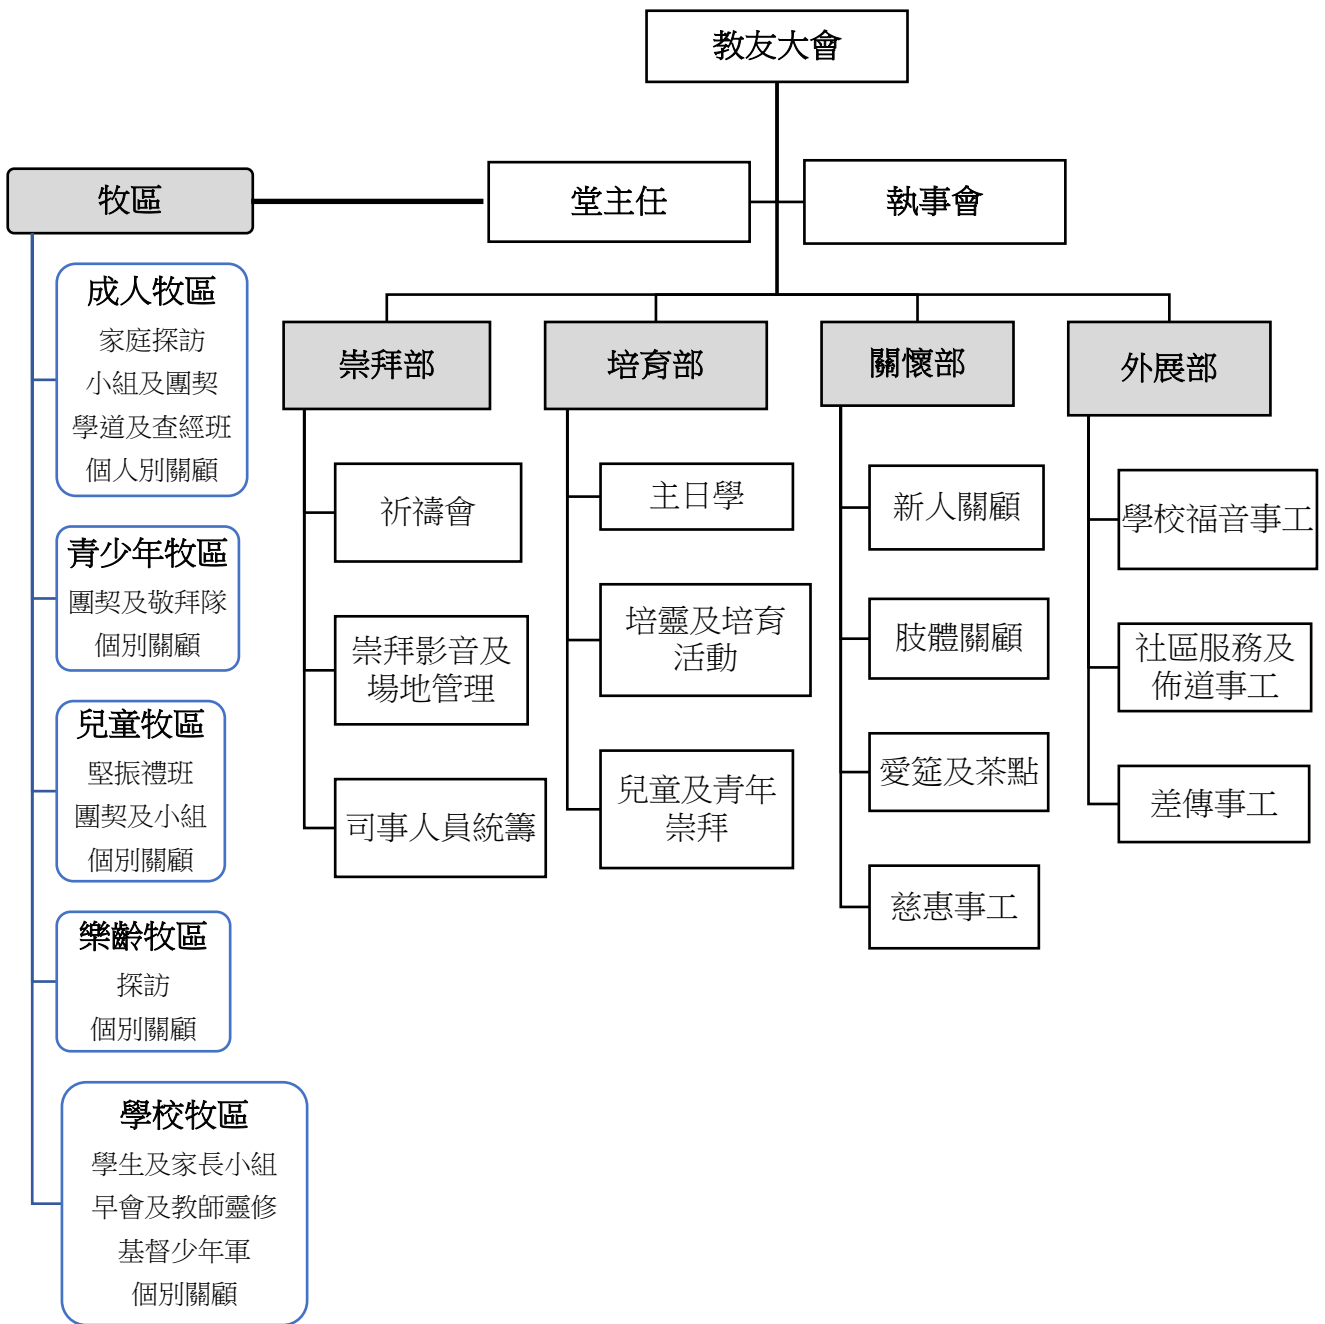 教友大會
牧區
堂主任
執事會
成人牧區
家庭探訪
小組及團契
學道及查經班
個人別關顧
青少年牧區
團契及敬拜隊
個別關顧
兒童牧區
堅振禮班
團契及小組
個別關顧
樂齡牧區
探訪
個別關顧
學校牧區
學生及家長小組
早會及教師靈修
基督少年軍
個別關顧
崇拜部
祈禱會
崇拜影音及
場地管理
司事人員統籌
培育部
主日學
培靈及培育
活動
兒童及青年
崇拜
關懷部
新人關顧
肢體關顧
愛筵及茶點
慈惠事工
外展部
學校福音事工
社區服務及
佈道事工
差傳事工